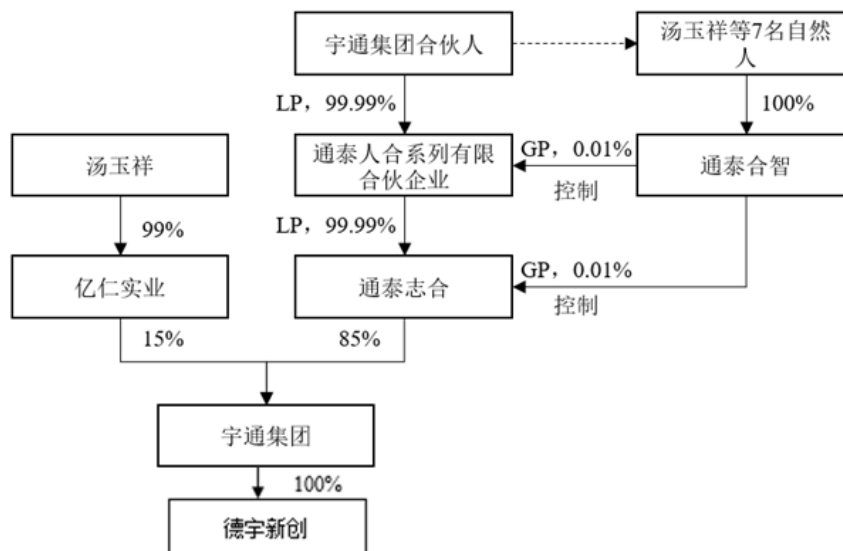 宇通集团合伙人
汤玉祥等7名自然
人
LP，99.99%
100%
汤玉祥
通泰人合系列有限
合伙企业
GP，0.01%
控制
通泰合智
99%
LP，99.99%
亿仁实业
通泰志合
GP，0.01%
控制
15%
85%
宇通集团
100%
德宇新创